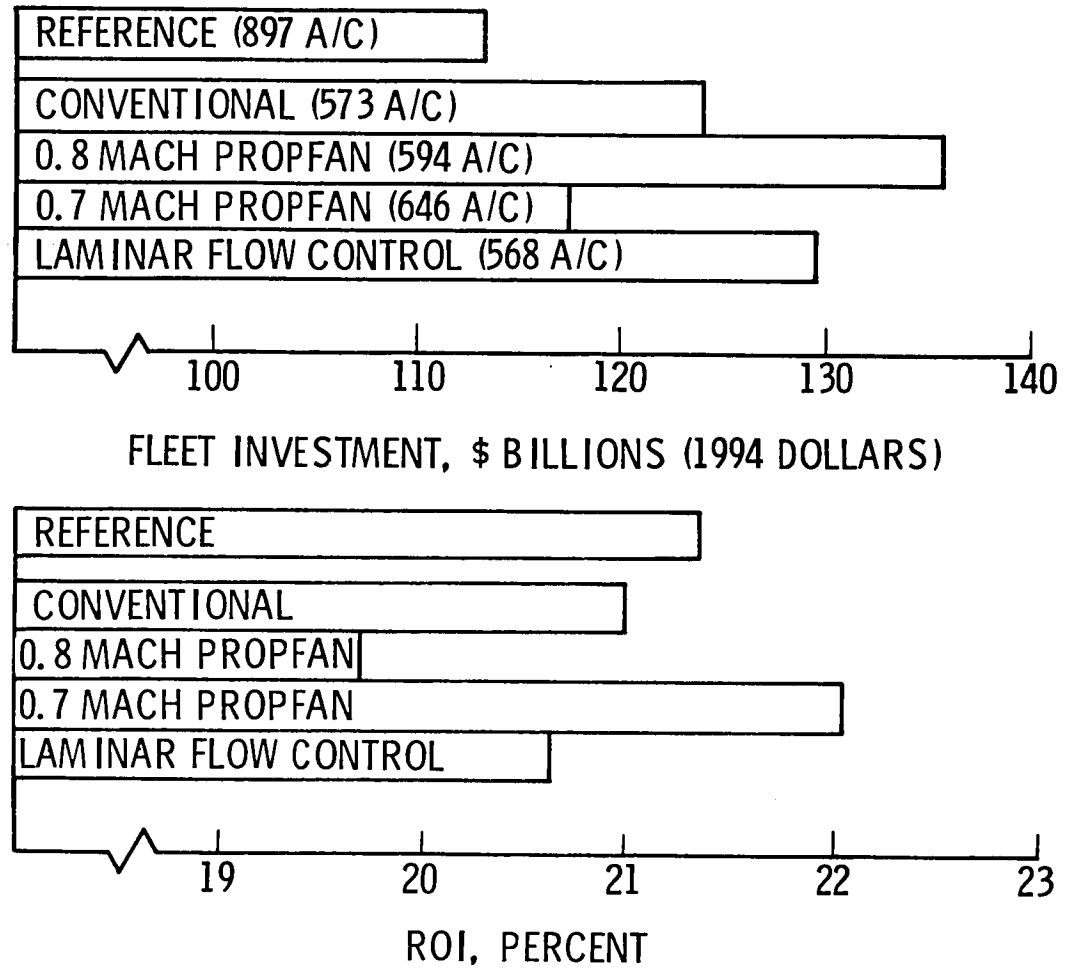 REFERENCE (897 A/C)
CONVENTIONAL (573 A/C)
0.8 MACH PROPFAN (594 A/C)
0.7 MACH PROPFAN (646 A/C)
LAMINAR FLOW CONTROL (568 A/C)
100 110 120 130 140
FLEET INVESTMENT, $ BILLIONS (1994 DOLLARS)
REFERENCE
CONVENTIONAL
0.8 MACH PROPFAN
0.7 MACH PROPFAN
LAMINAR FLOW CONTROL
19 20 21 22 23
ROI, PERCENT